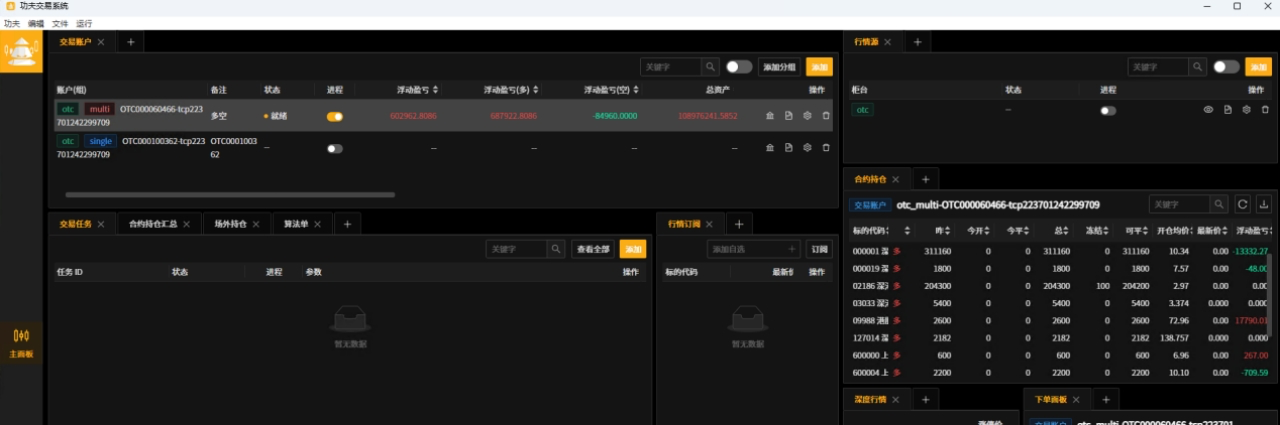 功夫交易系统
功夫 编辑 文件 运行
交易账户
关键字 添加分组 添加
账户(组) 备注 状态 进程 浮动盈亏 浮动盈亏(多) 浮动盈亏(空) 总资产 操作
otc multi OTC000060466-tcp223701242299709 多空 就绪 602962.8086 687922.8086 -84960.0000 108976241.5852
otc single OTC000100362-tcp223701242299709 OTC000100362 -- -- -- -- --
交易任务 合约持仓汇总 场外持仓 算法单
关键字 查看全部 添加
任务 ID 状态 进程 参数 操作
暂无数据
行情订阅
添加自选 订阅
标的代码 最新 操作
暂无数据
主面板
行情源
关键字 添加
柜台 状态 进程 操作
otc --
合约持仓
交易账户 otc_multi-OTC000060466-tcp223701242299709 关键字
标的代码 昨 今开 今平 总 冻结 可平 开仓均价 最新价 浮动盈亏
000001 深 多 311160 0 0 311160 0 311160 10.34 0.00 -13332.27
000019 深 多 1800 0 0 1800 0 1800 7.57 0.00 -48.00
02186 深 多 204300 0 0 204300 100 204200 2.97 0.00 0.00
03033 深 多 5400 0 0 5400 0 5400 3.374 0.000 0.000
09988 港 多 2600 0 0 2600 0 2600 72.96 0.00 17790.01
127014 深 多 2182 0 0 2182 0 2182 138.757 0.000 0.000
600000 上 多 600 0 0 600 0 600 6.96 0.00 267.00
600004 上 多 2200 0 0 2200 0 2200 10.10 0.00 -709.59
深度行情
涨停价
下单面板
交易账户 otc_multi-OTC000060466-tcp223701